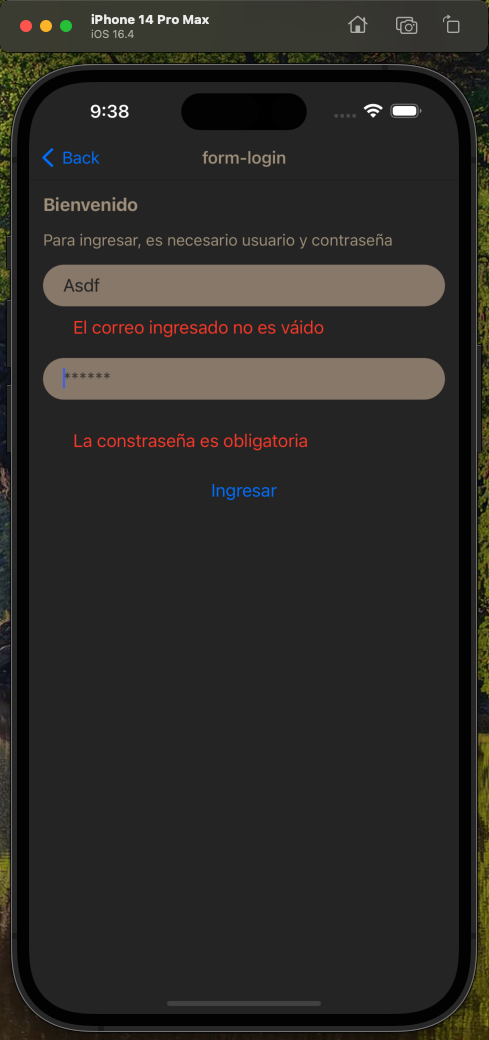 iPhone 14 Pro Max
iOS 16.4
9:38
Back
form-login
Bienvenido
Para ingresar, es necesario usuario y contraseña
Asdf
El correo ingresado no es váido
******
La constraseña es obligatoria
Ingresar